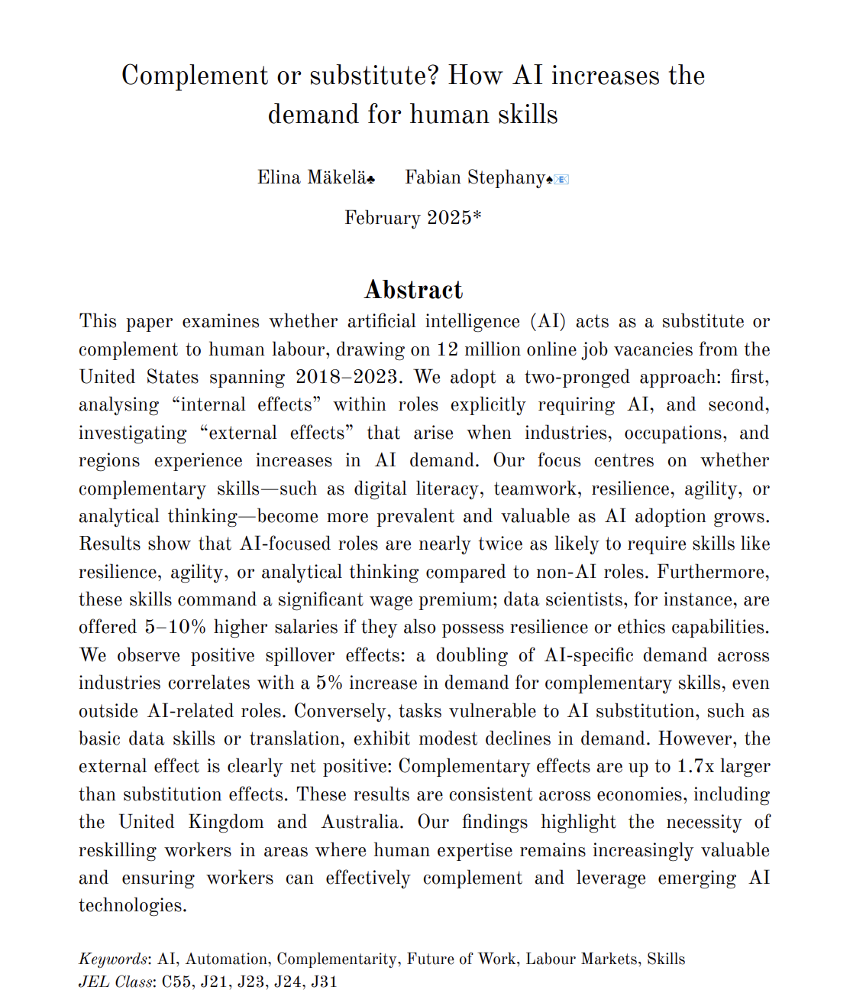 Complement or substitute? How AI increases the
demand for human skills
Elina Mäkelä♣ Fabian Stephany♠📧
February 2025*
Abstract
This paper examines whether artificial intelligence (AI) acts as a substitute or
complement to human labour, drawing on 12 million online job vacancies from the
United States spanning 2018–2023. We adopt a two-pronged approach: first,
analysing “internal effects” within roles explicitly requiring AI, and second,
investigating “external effects” that arise when industries, occupations, and
regions experience increases in AI demand. Our focus centres on whether
complementary skills—such as digital literacy, teamwork, resilience, agility, or
analytical thinking—become more prevalent and valuable as AI adoption grows.
Results show that AI-focused roles are nearly twice as likely to require skills like
resilience, agility, or analytical thinking compared to non-AI roles. Furthermore,
these skills command a significant wage premium; data scientists, for instance, are
offered 5–10% higher salaries if they also possess resilience or ethics capabilities.
We observe positive spillover effects: a doubling of AI-specific demand across
industries correlates with a 5% increase in demand for complementary skills, even
outside AI-related roles. Conversely, tasks vulnerable to AI substitution, such as
basic data skills or translation, exhibit modest declines in demand. However, the
external effect is clearly net positive: Complementary effects are up to 1.7x larger
than substitution effects. These results are consistent across economies, including
the United Kingdom and Australia. Our findings highlight the necessity of
reskilling workers in areas where human expertise remains increasingly valuable
and ensuring workers can effectively complement and leverage emerging AI
technologies.
Keywords: AI, Automation, Complementarity, Future of Work, Labour Markets, Skills
JEL Class: C55, J21, J23, J24, J31